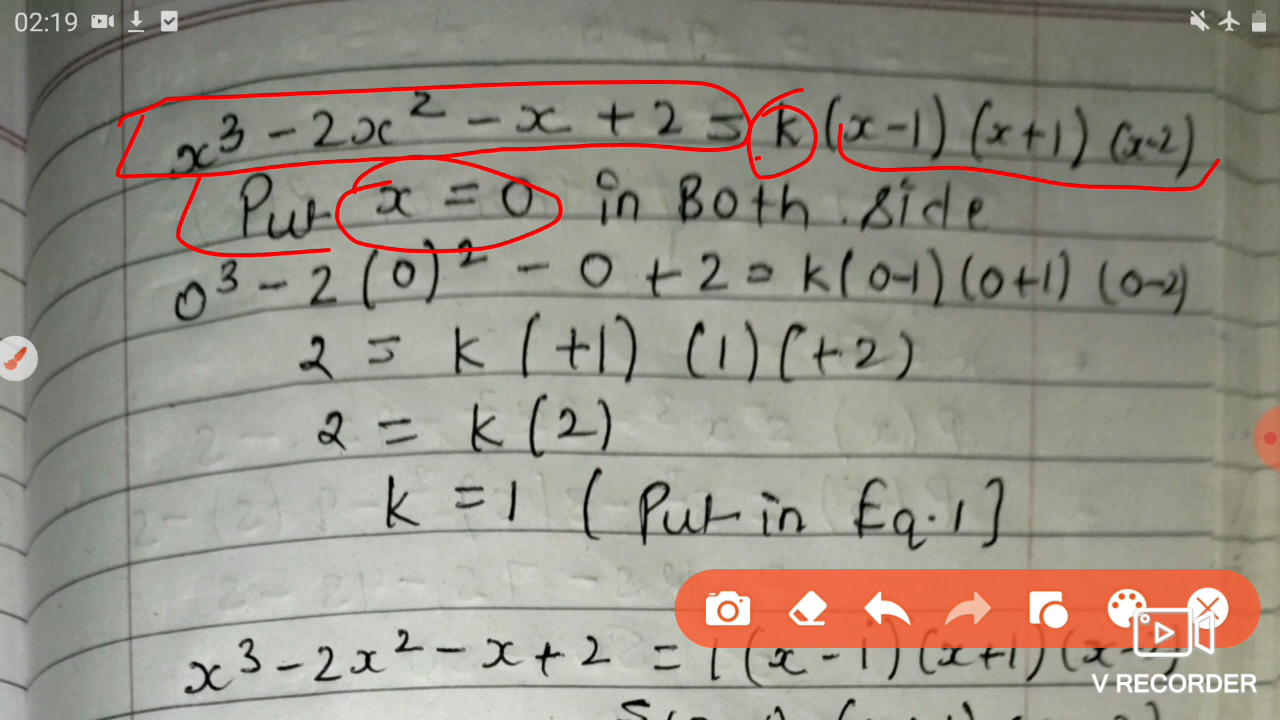 02:19
x³ - 2x² - x + 2 = k (x-1) (x+1) (x-2)
Put x = 0 in Both. side
0³ - 2(0)² - 0 + 2 = k(0-1)(0+1) (0-2)
2 = k (+1) (1)(+2)
2 = k (2)
k = 1 ( Put in Eq.1]
x³ - 2x² - x + 2 = 1(x-1)(x+1)(x-2)
V RECORDER